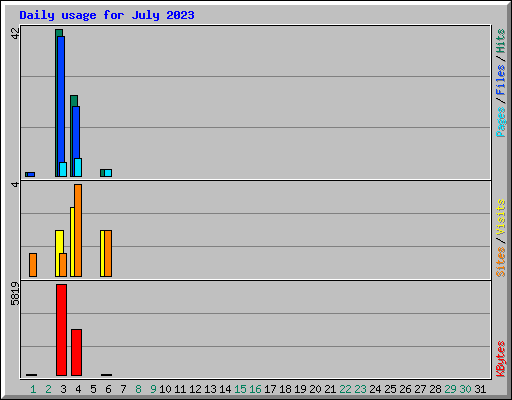 Daily usage for July 2023
42
Pages / Files / Hits
4
Sites / Visits
5819
KBytes
1 2 3 4 5 6 7 8 9 10 11 12 13 14 15 16 17 18 19 20 21 22 23 24 25 26 27 28 29 30 31